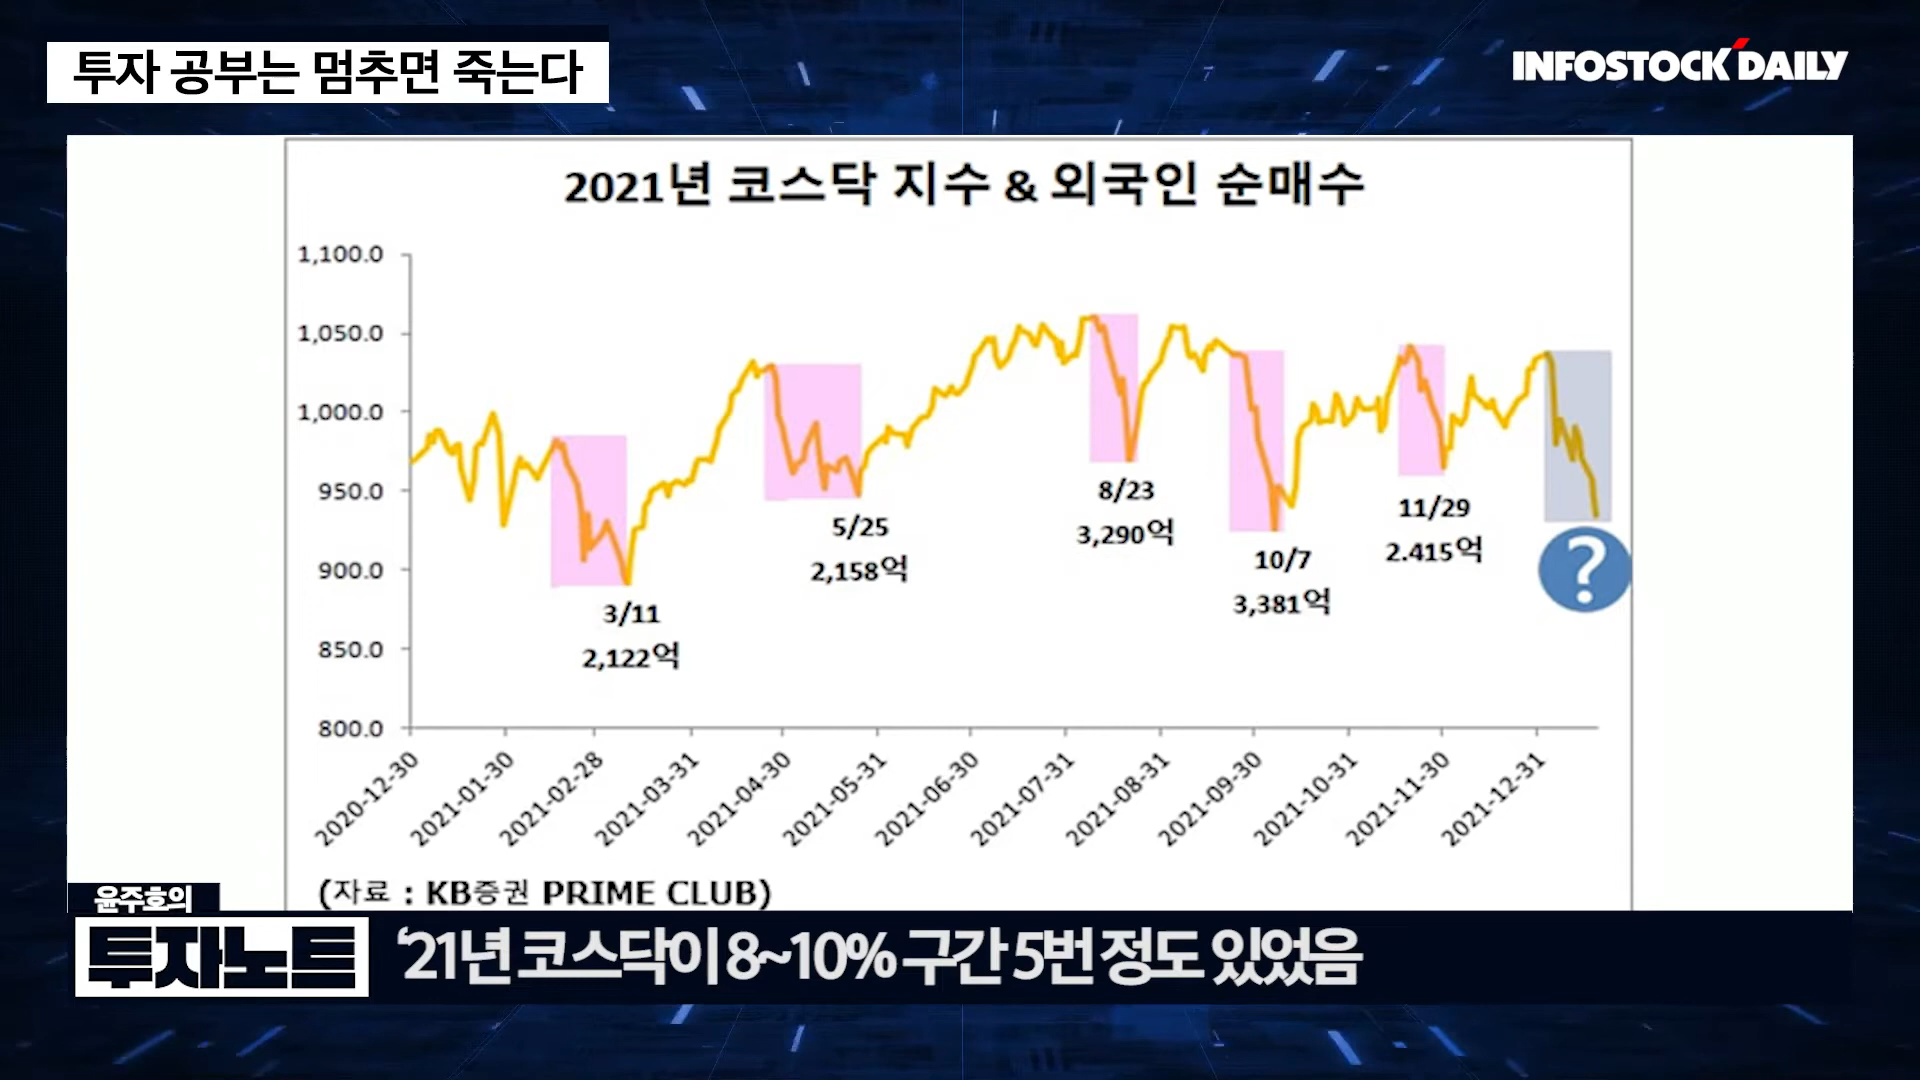 투자 공부는 멈추면 죽는다
INFOSTOCK DAILY
2021년 코스닥 지수 & 외국인 순매수
1,100.0
1,050.0
1,000.0
950.0
900.0
850.0
800.0
3/11
2,122억
5/25
2,158억
8/23
3,290억
10/7
3,381억
11/29
2.415억
?
2020-12-30
2021-01-30
2021-02-28
2021-03-31
2021-04-30
2021-05-31
2021-06-30
2021-07-31
2021-08-31
2021-09-30
2021-10-31
2021-11-30
2021-12-31
(자료 : KB증권 PRIME CLUB)
윤주호의
투자노트
‘21년 코스닥이 8~10% 구간 5번 정도 있었음